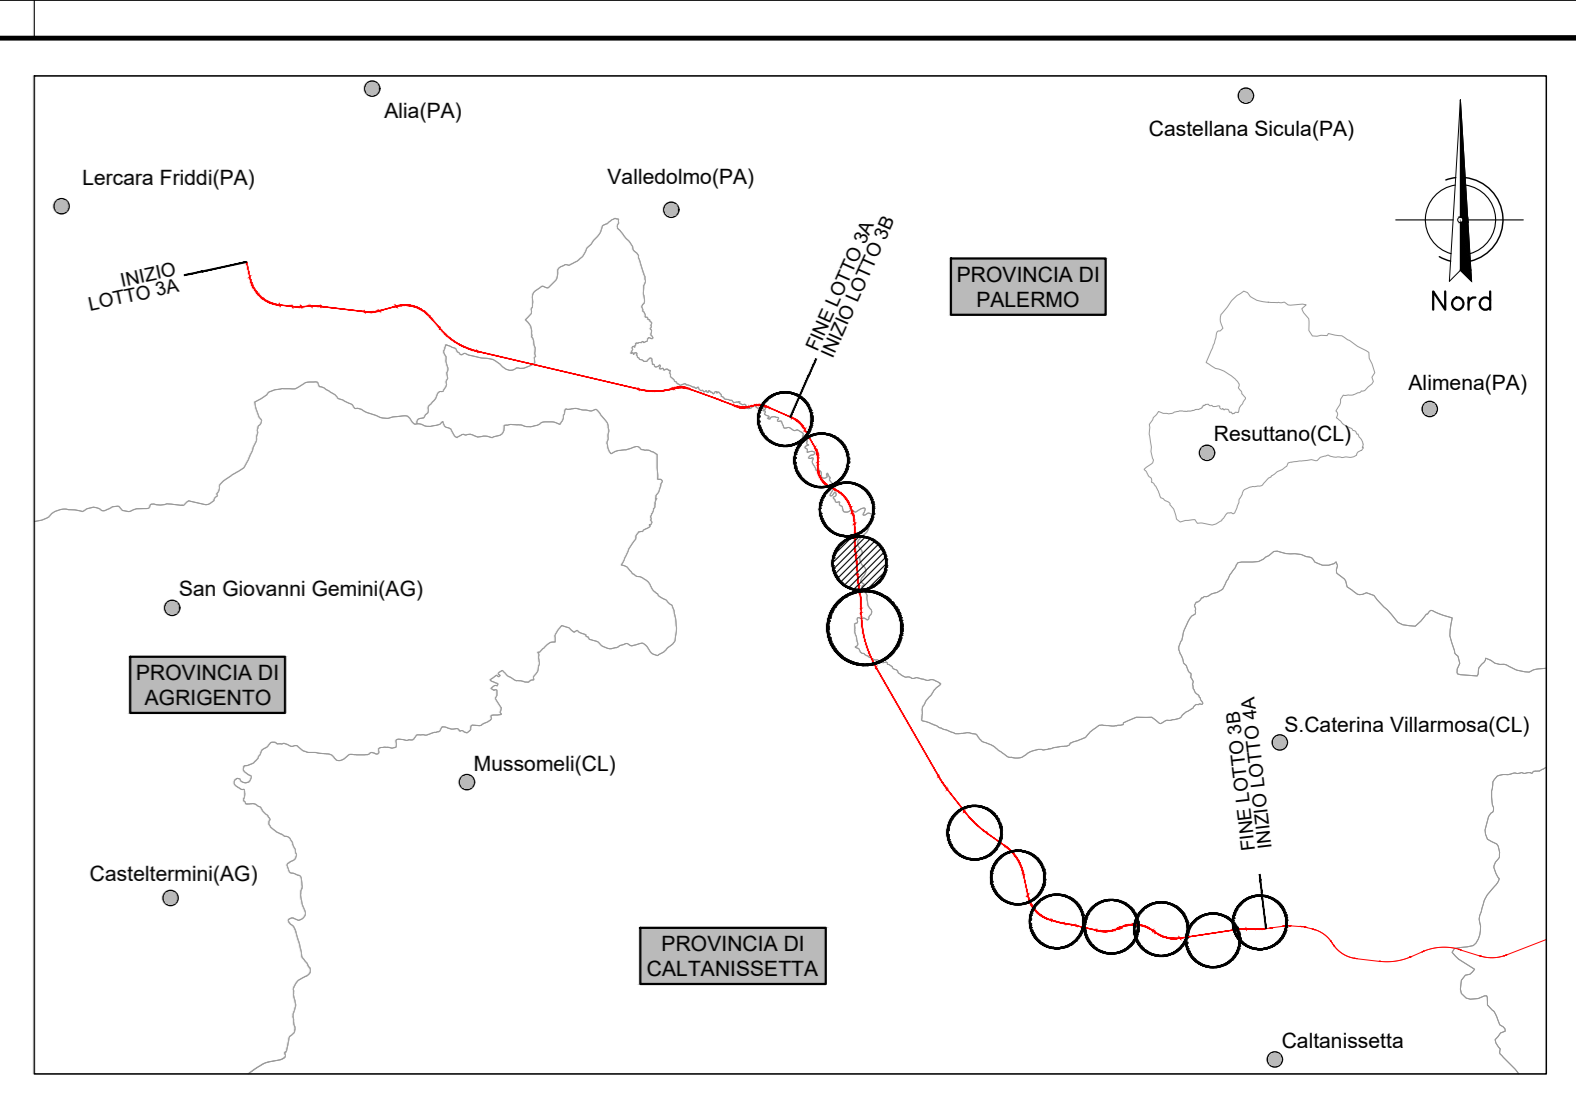 Alia(PA)
Castellana Sicula(PA)
Lercara Friddi(PA)
Valledolmo(PA)
INIZIO
LOTTO 3A
FINE LOTTO 3A
INIZIO LOTTO 3B
PROVINCIA DI
PALERMO
Nord
Alimena(PA)
Resuttano(CL)
San Giovanni Gemini(AG)
PROVINCIA DI
AGRIGENTO
FINE LOTTO 3B
INIZIO LOTTO 4A
S.Caterina Villarmosa(CL)
Mussomeli(CL)
Casteltermini(AG)
PROVINCIA DI
CALTANISSETTA
Caltanissetta